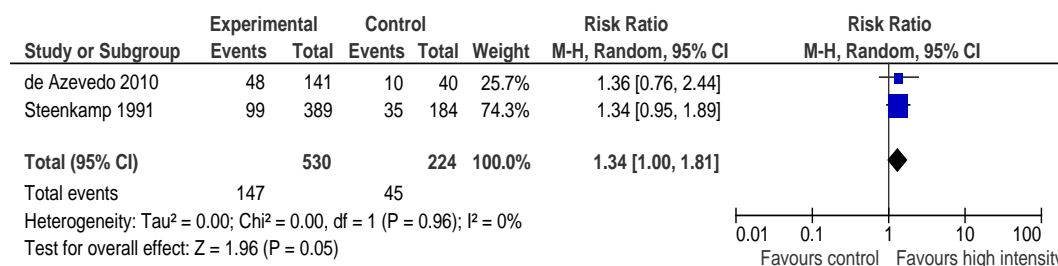 Experimental Control Risk Ratio Risk Ratio
Study or Subgroup Events Total Events Total Weight M-H, Random, 95% CI M-H, Random, 95% CI
de Azevedo 2010 48 141 10 40 25.7% 1.36 [0.76, 2.44]
Steenkamp 1991 99 389 35 184 74.3% 1.34 [0.95, 1.89]
Total (95% CI) 530 224 100.0% 1.34 [1.00, 1.81]
Total events 147 45
Heterogeneity: Tau² = 0.00; Chi² = 0.00, df = 1 (P = 0.96); I² = 0%
Test for overall effect: Z = 1.96 (P = 0.05)
0.01 0.1 1 10 100
Favours control Favours high intensity